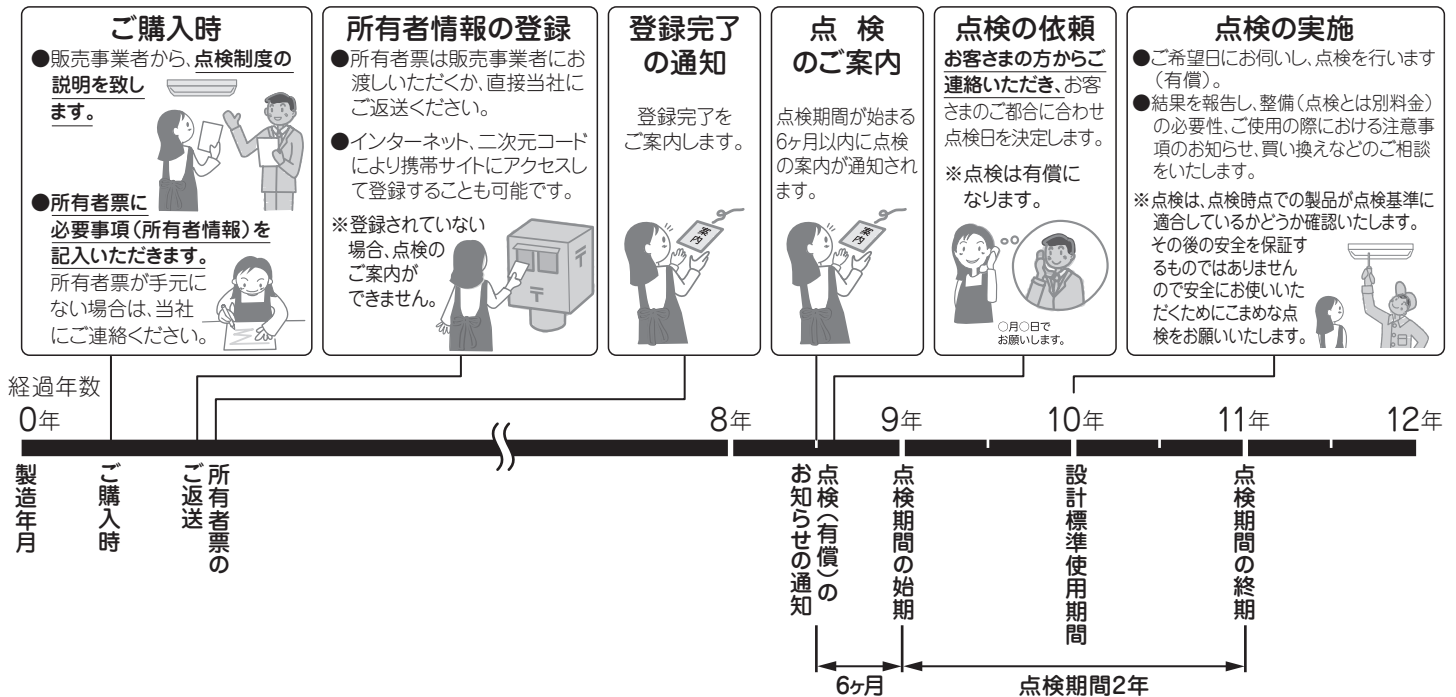 ご購入時
●販売事業者から、点検制度の
説明を致し
ます。
●所有者票に
必要事項（所有者情報）を
記入いただきます。
所有者票が手元に
ない場合は、当社
にご連絡ください。
所有者情報の登録
●所有者票は販売事業者にお
渡しいただくか、直接当社に
ご返送ください。
●インターネット、二次元コード
により携帯サイトにアクセスし
て登録することも可能です。
※登録されていない
場合、点検の
ご案内が
できません。
〒
〒
登録完了
の通知
登録完了を
ご案内します。
案内
点 検
のご案内
点検期間が始まる
6ヶ月以内に点検
の案内が通知され
ます。
案内
点検の依頼
お客さまの方からご
連絡いただき、お客
さまのご都合に合わせ
点検日を決定します。
※点検は有償に
なります。
○月○日で
お願いします。
点検の実施
●ご希望日にお伺いし、点検を行います
（有償）。
●結果を報告し、整備（点検とは別料金）
の必要性、ご使用の際における注意事
項のお知らせ、買い換えなどのご相談
をいたします。
※点検は、点検時点での製品が点検基準に
適合しているかどうか確認いたします。
その後の安全を保証す
るものではありません
ので安全にお使いいた
だくためにこまめな点
検をお願いいたします。
経過年数
0年
8年
9年
10年
11年
12年
製造年月
ご購入時
所有者票の
ご返送
点検（有償）の
お知らせの通知
点検期間の始期
設計標準使用期間
点検期間の終期
6ヶ月
点検期間2年